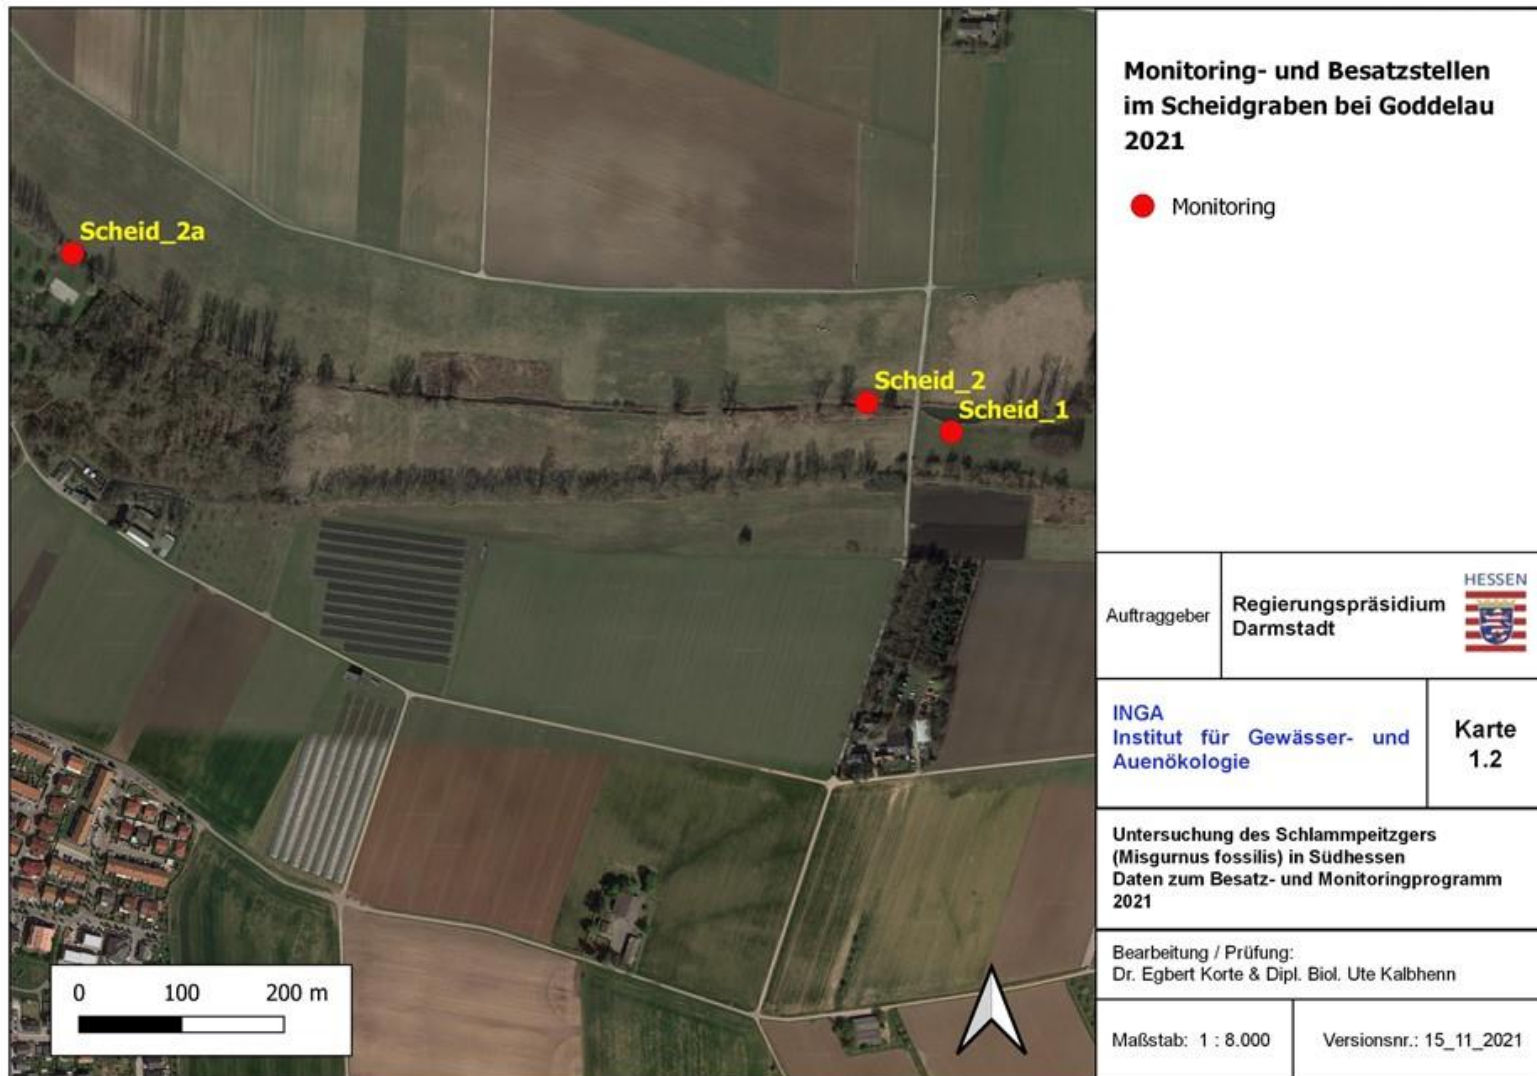 Monitoring- und Besatzstellen
im Scheidgraben bei Goddelau
2021
Monitoring
Scheid_2a
Scheid_2
Scheid_1
0 100 200 m
Auftraggeber
Regierungspräsidium
Darmstadt
HESSEN
INGA
Institut für Gewässer- und
Auenökologie
Karte
1.2
Untersuchung des Schlammpeitzgers
(Misgurnus fossilis) in Südhessen
Daten zum Besatz- und Monitoringprogramm
2021
Bearbeitung / Prüfung:
Dr. Egbert Korte & Dipl. Biol. Ute Kalbhenn
Maßstab: 1 : 8.000
Versionsnr.: 15_11_2021